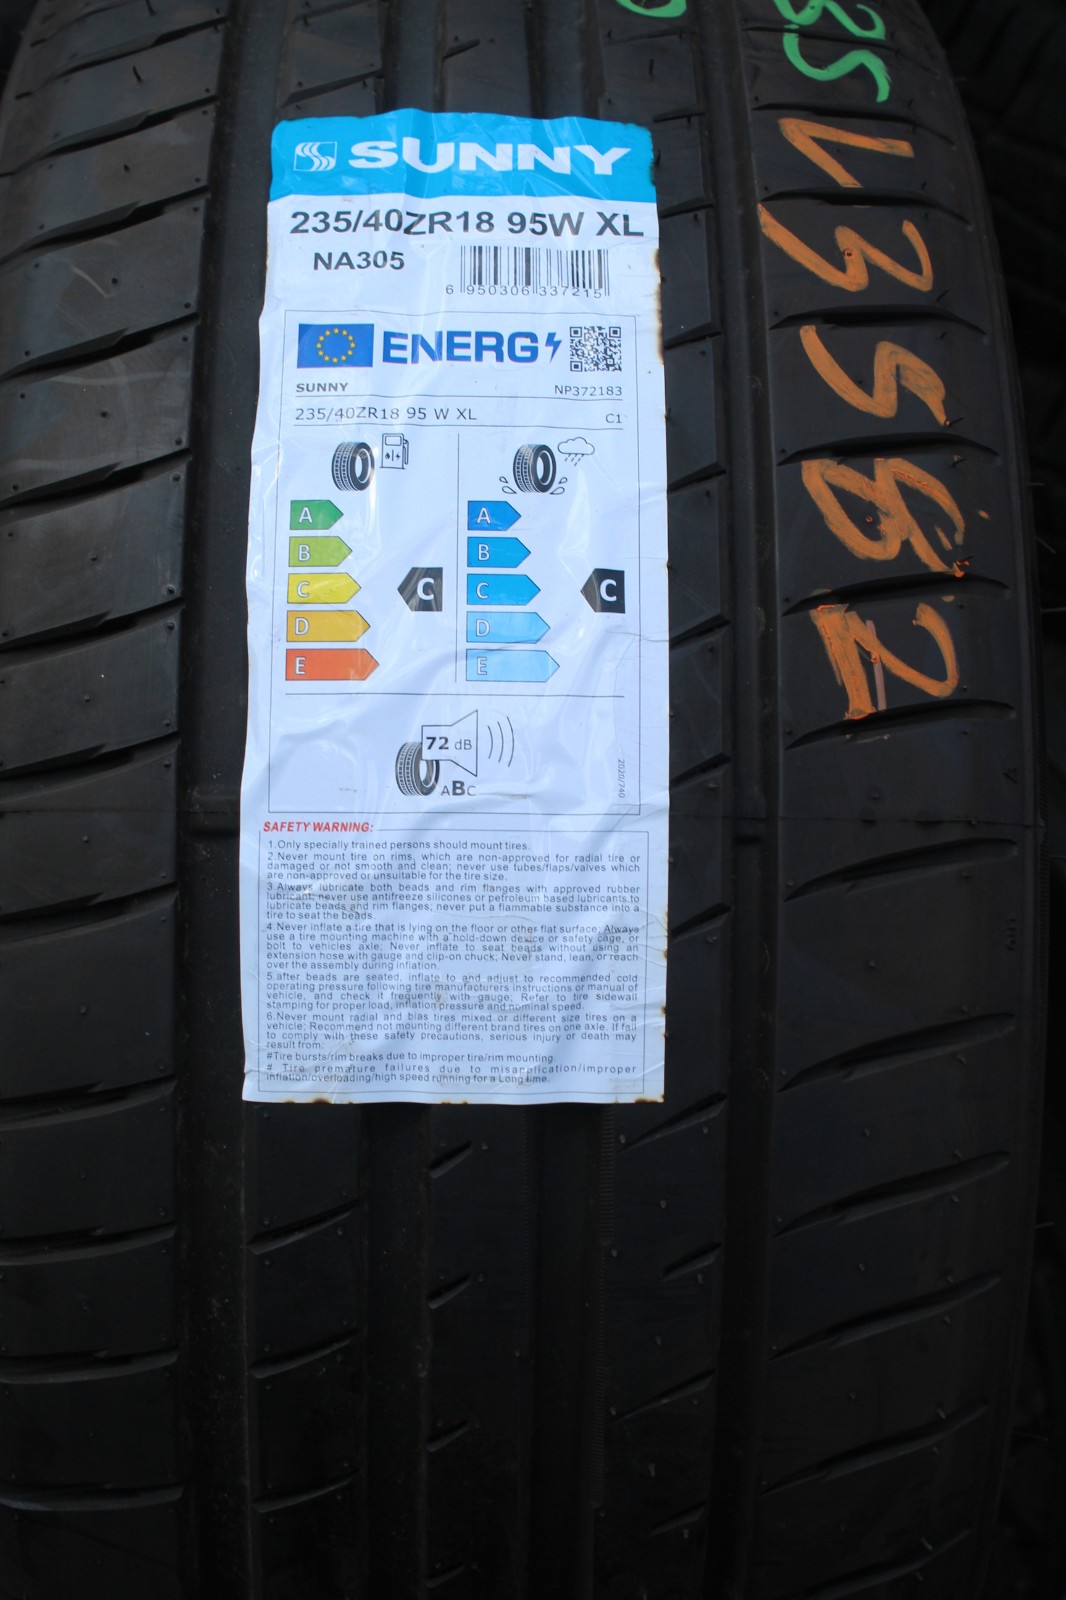 35
L3582
SUNNY
235/40ZR18 95W XL
NA305
6 950306 337215
ENERG
SUNNY
NP372183
235/40ZR18 95 W XL
C1
A
B
C
D
E
C
A
B
C
D
E
C
72 dB
ABC
2020/740
SAFETY WARNING:
1.Only specially trained persons should mount tires.
2.Never mount tire on rims, which are non-approved for radial tire or
damaged or not smooth and clean; never use tubes/flaps/valves which
are non-approved or unsuitable for the tire size.
3.Always lubricate both beads and rim flanges with approved rubber
lubricant; never use antifreeze silicones or petroleum based lubricants to
lubricate beads and rim flanges; never put a flammable substance into a
tire to seat the beads.
4.Never inflate a tire that is lying on the floor or other flat surface; Always
use a tire mounting machine with a hold-down device or safety cage, or
bolt to vehicles axle; Never inflate to seat beads without using an
extension hose with gauge and clip-on chuck; Never stand, lean, or reach
over the assembly during inflation.
5.after beads are seated, inflate to and adjust to recommended cold
operating pressure following tire manufacturers instructions or manual of
vehicle, and check it frequently with gauge; Refer to tire sidewall
stamping for proper load, inflation pressure and nominal speed.
6.Never mount radial and bias tires mixed or different size tires on a
vehicle; Recommend not mounting different brand tires on one axle. If fail
to comply with these safety precautions, serious injury or death may
result from:
#Tire bursts/rim breaks due to improper tire/rim mounting.
# Tire premature failures due to misapplication/improper
inflation/overloading/high speed running for a Long time.